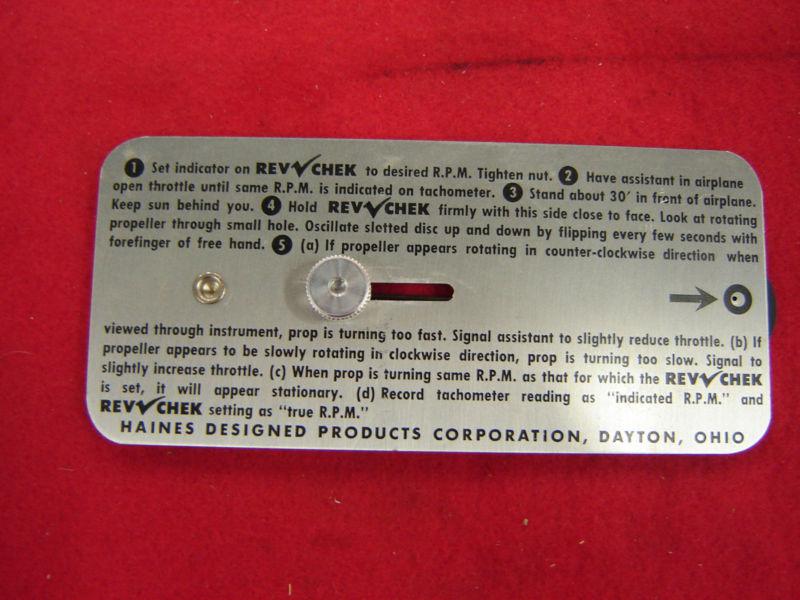 1 Set indicator on REV✓CHEK to desired R.P.M. Tighten nut. 2 Have assistant in airplane
open throttle until same R.P.M. is indicated on tachometer. 3 Stand about 30' in front of airplane.
Keep sun behind you. 4 Hold REV✓CHEK firmly with this side close to face. Look at rotating
propeller through small hole. Oscillate slotted disc up and down by flipping every few seconds with
forefinger of free hand. 5 (a) If propeller appears rotating in counter-clockwise direction when
viewed through instrument, prop is turning too fast. Signal assistant to slightly reduce throttle. (b) If
propeller appears to be slowly rotating in clockwise direction, prop is turning too slow. Signal to
slightly increase throttle. (c) When prop is turning same R.P.M. as that for which the REV✓CHEK
is set, it will appear stationary. (d) Record tachometer reading as "indicated R.P.M." and
REV✓CHEK setting as "true R.P.M."
HAINES DESIGNED PRODUCTS CORPORATION, DAYTON, OHIO